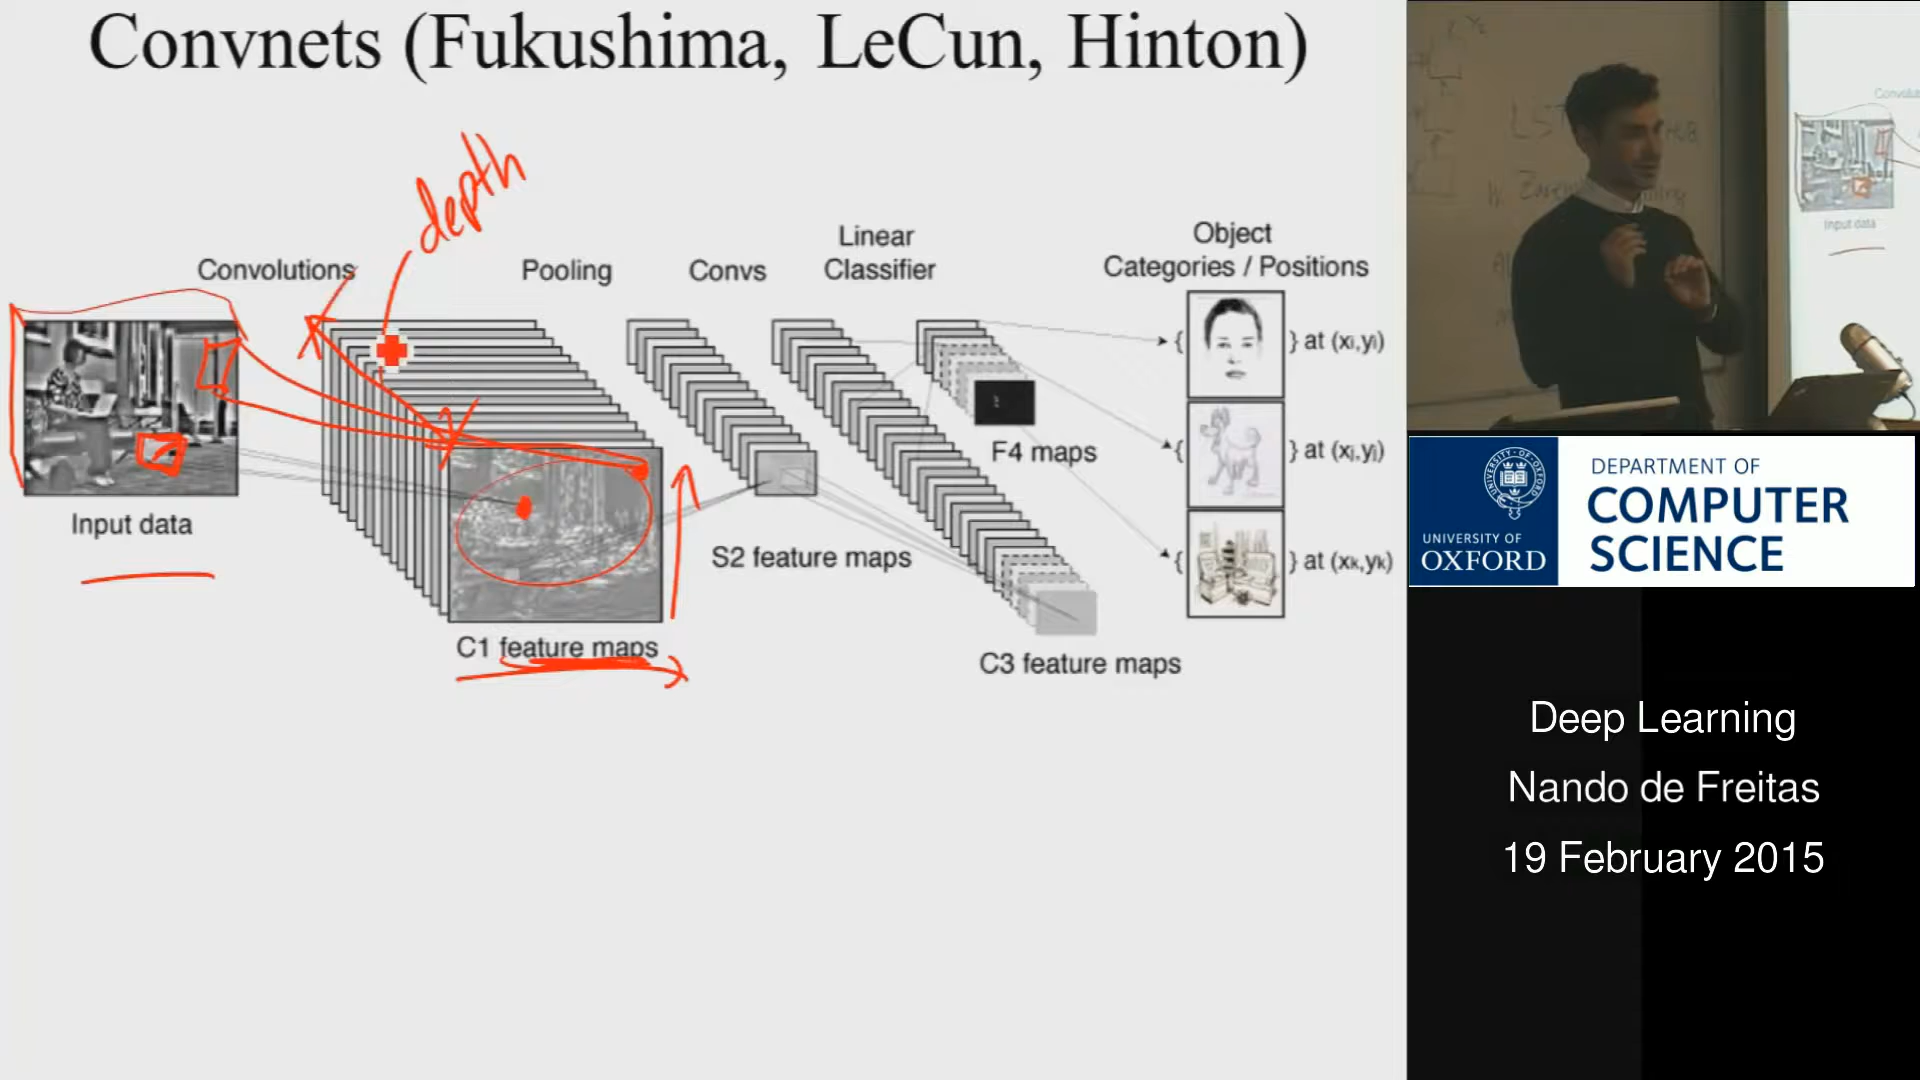 Convnets (Fukushima, LeCun, Hinton)
depth
Convolutions
Pooling
Convs
Linear
Classifier
Object
Categories / Positions
{ } at (xi,yi)
{ } at (xj,yj)
{ } at (xk,yk)
F4 maps
Input data
S2 feature maps
C1 feature maps
C3 feature maps
Input data
UNIVERSITY OF
OXFORD
DEPARTMENT OF
COMPUTER
SCIENCE
Deep Learning
Nando de Freitas
19 February 2015